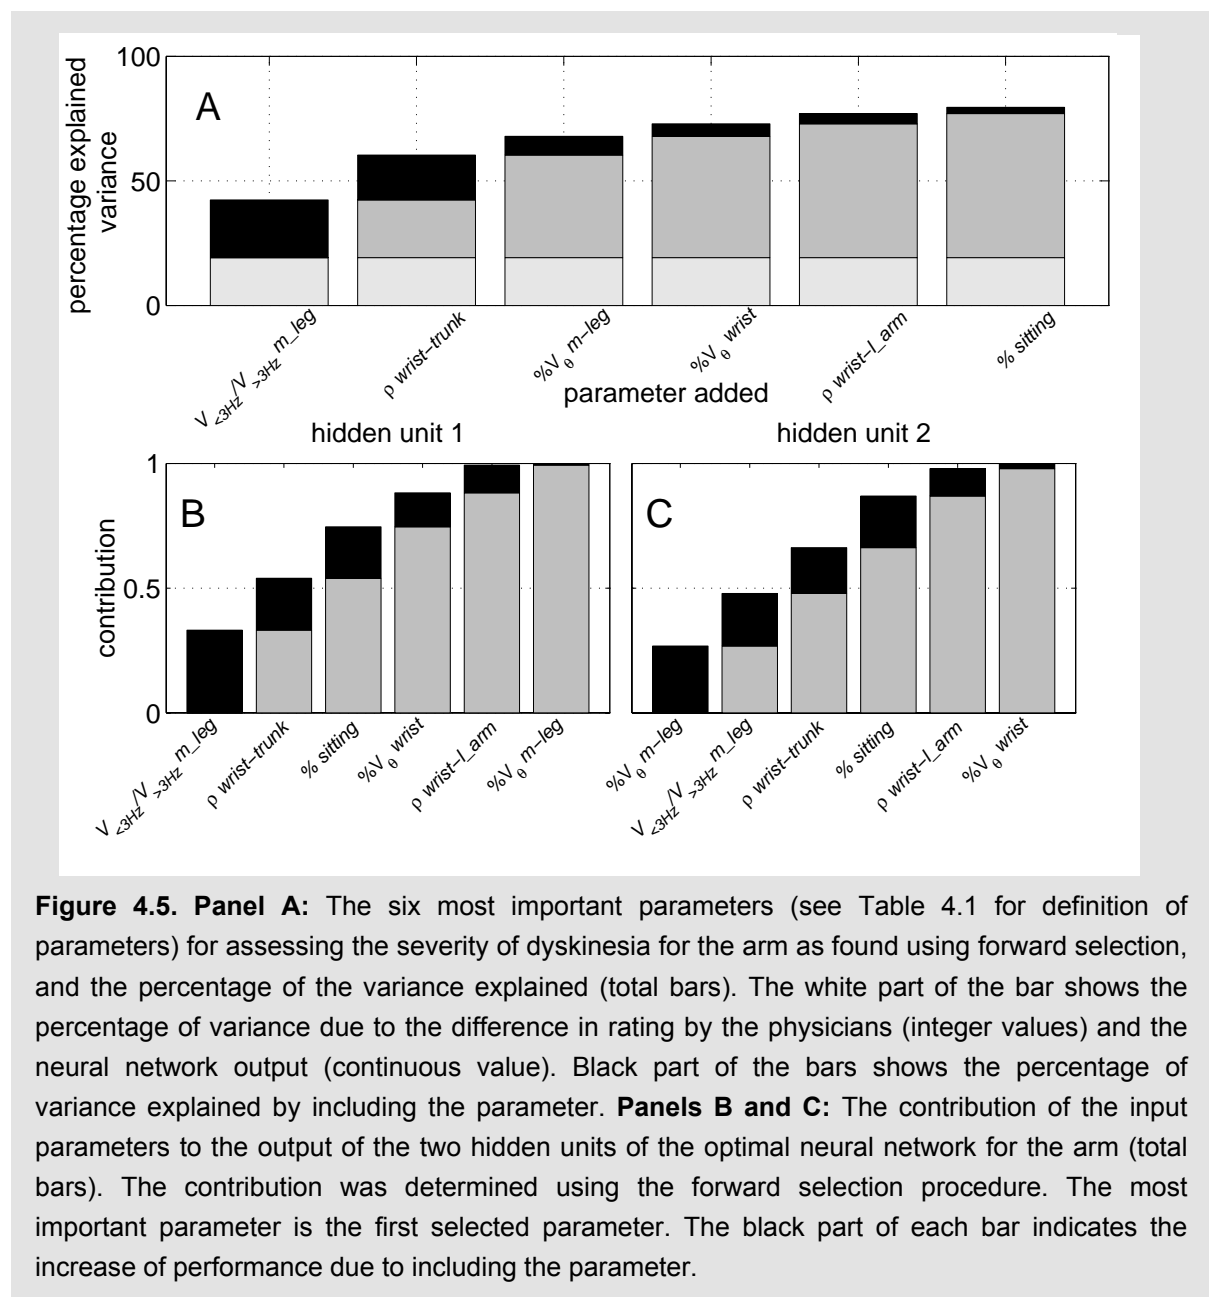 100
50
0
percentage explained
variance
A
V <3Hz/V >3Hz m_leg
ρ wrist−trunk
%Vθ m−leg
%Vθ wrist
ρ wrist−l_arm
% sitting
parameter added
hidden unit 1
hidden unit 2
1
0.5
0
contribution
B
V <3Hz/V >3Hz m_leg
ρ wrist−trunk
% sitting
%Vθ wrist
ρ wrist−l_arm
%Vθ m−leg
C
%Vθ m−leg
V <3Hz/V >3Hz m_leg
ρ wrist−trunk
% sitting
ρ wrist−l_arm
%Vθ wrist
Figure 4.5. Panel A: The six most important parameters (see Table 4.1 for definition of
parameters) for assessing the severity of dyskinesia for the arm as found using forward selection,
and the percentage of the variance explained (total bars). The white part of the bar shows the
percentage of variance due to the difference in rating by the physicians (integer values) and the
neural network output (continuous value). Black part of the bars shows the percentage of
variance explained by including the parameter. Panels B and C: The contribution of the input
parameters to the output of the two hidden units of the optimal neural network for the arm (total
bars). The contribution was determined using the forward selection procedure. The most
important parameter is the first selected parameter. The black part of each bar indicates the
increase of performance due to including the parameter.